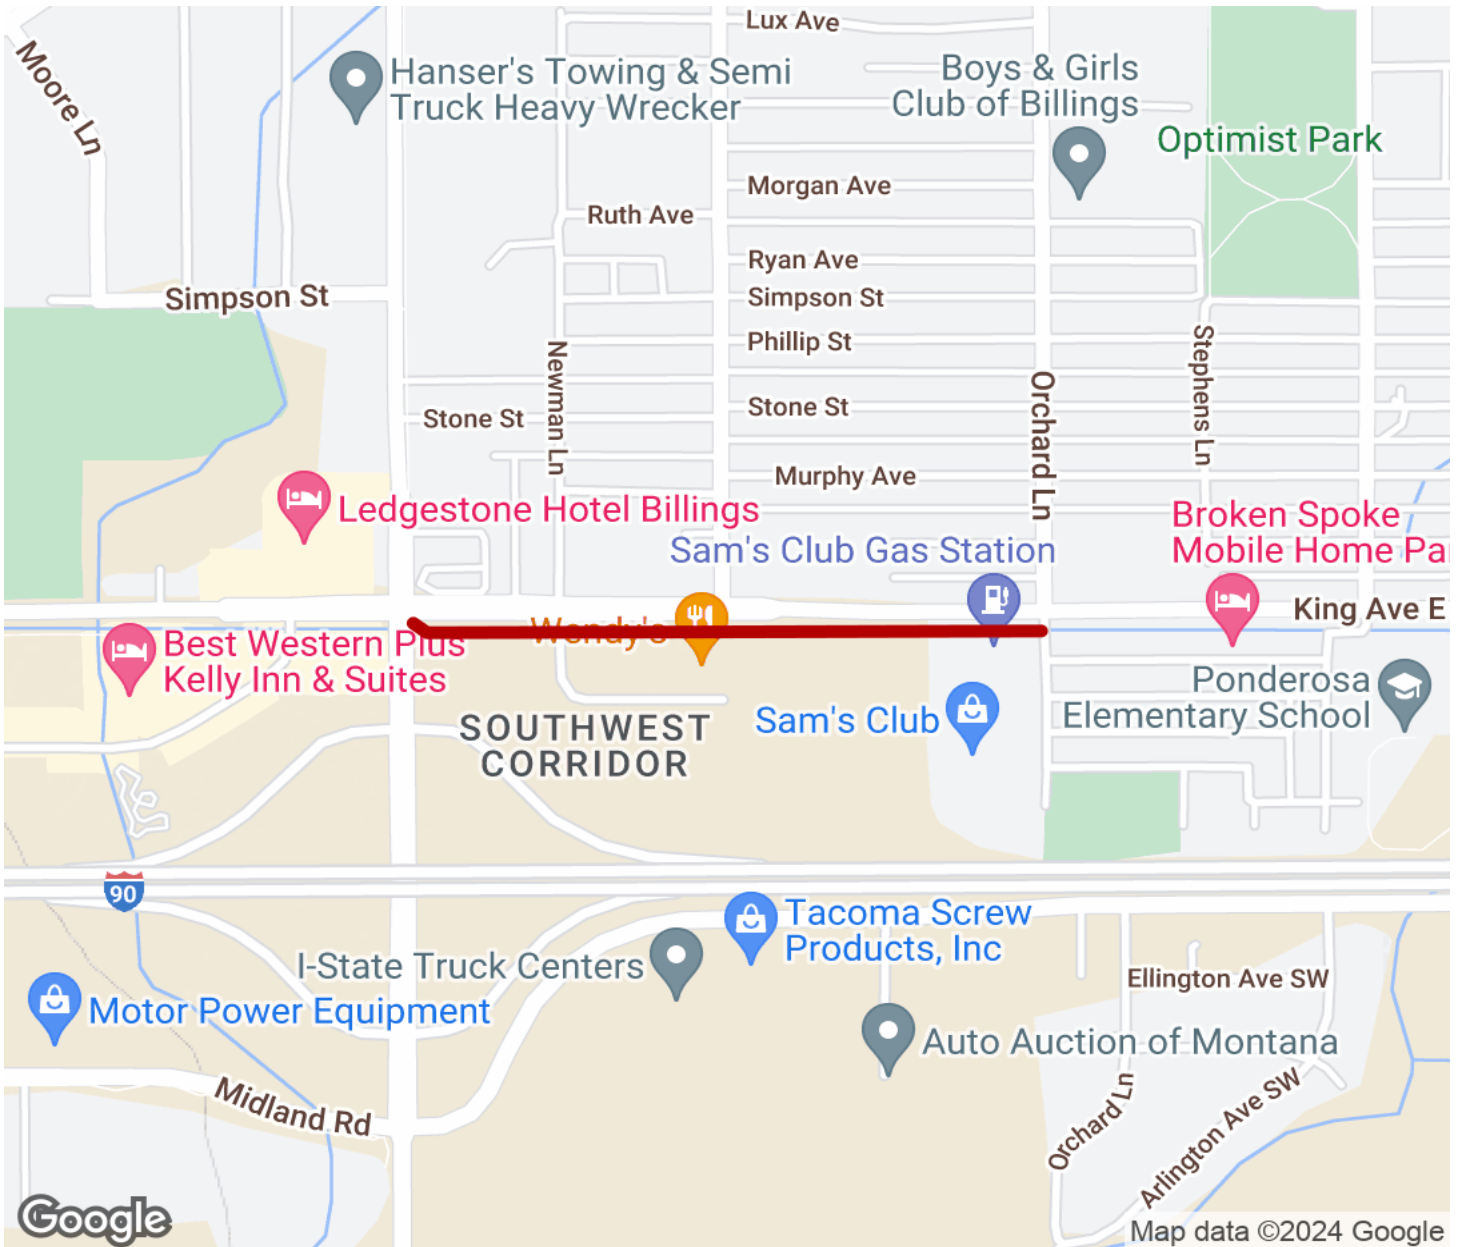 Lux Ave
Moore Ln
Hanser's Towing & Semi
Truck Heavy Wrecker
Boys & Girls
Club of Billings
Optimist Park
Morgan Ave
Ruth Ave
Ryan Ave
Simpson St
Simpson St
Phillip St
Stephens Ln
Newman Ln
Orchard Ln
Stone St
Stone St
Murphy Ave
Ledgestone Hotel Billings
Broken Spoke
Mobile Home Pa
Sam's Club Gas Station
King Ave E
Wendy's
Best Western Plus
Kelly Inn & Suites
Ponderosa
Elementary School
Sam's Club
SOUTHWEST
CORRIDOR
90
Tacoma Screw
Products, Inc
I-State Truck Centers
Ellington Ave SW
Motor Power Equipment
Auto Auction of Montana
Midland Rd
Orchard Ln
Arlington Ave SW
Google
Map data ©2024 Google